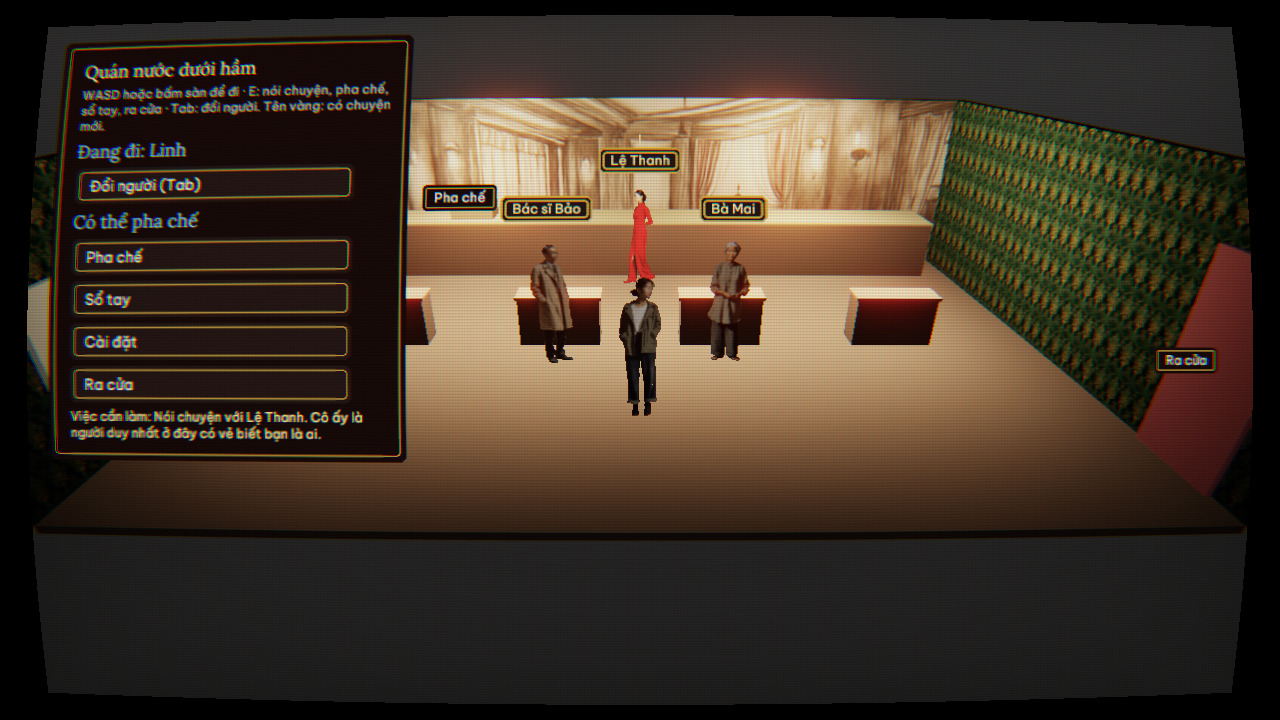 Quán nước dưới hầm
WASD hoặc bấm sàn để đi · E: nói chuyện, pha chế,
sổ tay, ra cửa · Tab: đổi người. Tên vàng: có chuyện
mới.
Đang đi: Linh
Đổi người (Tab)
Có thể pha chế
Pha chế
Sổ tay
Cài đặt
Ra cửa
Việc cần làm: Nói chuyện với Lệ Thanh. Cô ấy là
người duy nhất ở đây có vẻ biết bạn là ai.
Lệ Thanh
Pha chế
Bác sĩ Bảo
Bà Mai
Ra cửa